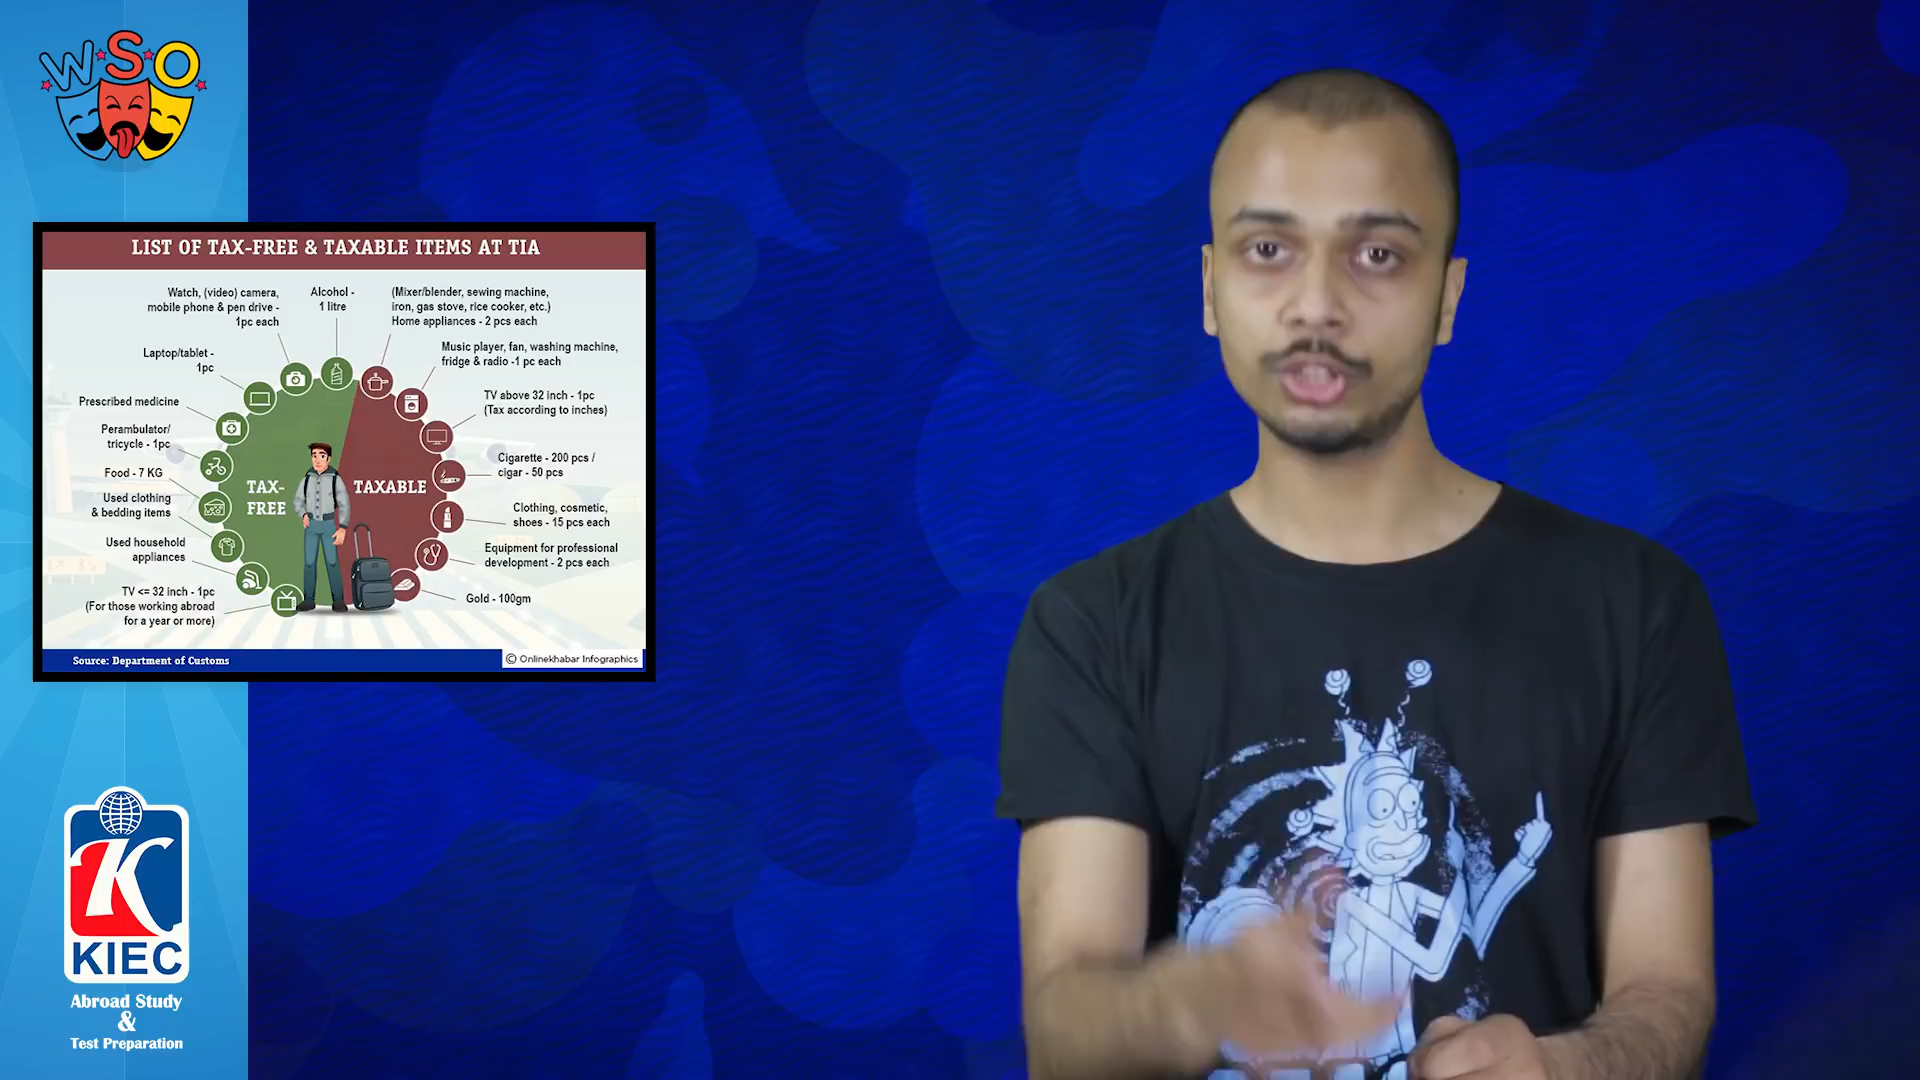 WSO
LIST OF TAX-FREE & TAXABLE ITEMS AT TIA
Watch, (video) camera,
mobile phone & pen drive -
1pc each
Alcohol -
1 litre
(Mixer/blender, sewing machine,
iron, gas stove, rice cooker, etc.)
Home appliances - 2 pcs each
Laptop/tablet -
1pc
Music player, fan, washing machine,
fridge & radio -1 pc each
Prescribed medicine
TV above 32 inch - 1pc
(Tax according to inches)
Perambulator/
tricycle - 1pc
Cigarette - 200 pcs /
cigar - 50 pcs
Food - 7 KG
Used clothing
& bedding items
TAX-
FREE
TAXABLE
Clothing, cosmetic,
shoes - 15 pcs each
Used household
appliances
Equipment for professional
development - 2 pcs each
TV <= 32 inch - 1pc
(For those working abroad
for a year or more)
Gold - 100gm
Source: Department of Customs
© Onlinekhabar Infographics
K
KIEC
Abroad Study
&
Test Preparation